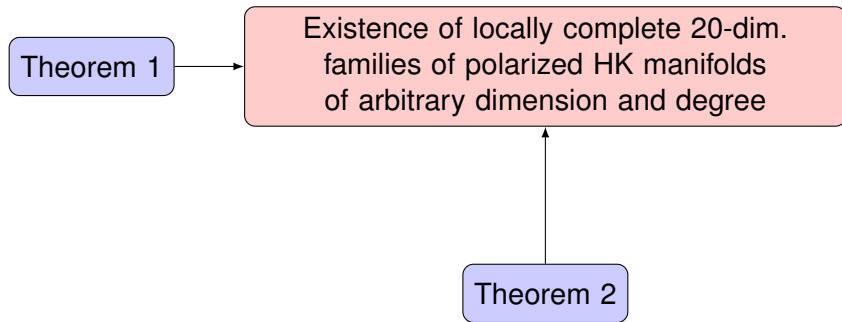 Existence of locally complete 20-dim.
Theorem 1
families of polarized HK manifolds
of arbitrary dimension and degree
Theorem 2